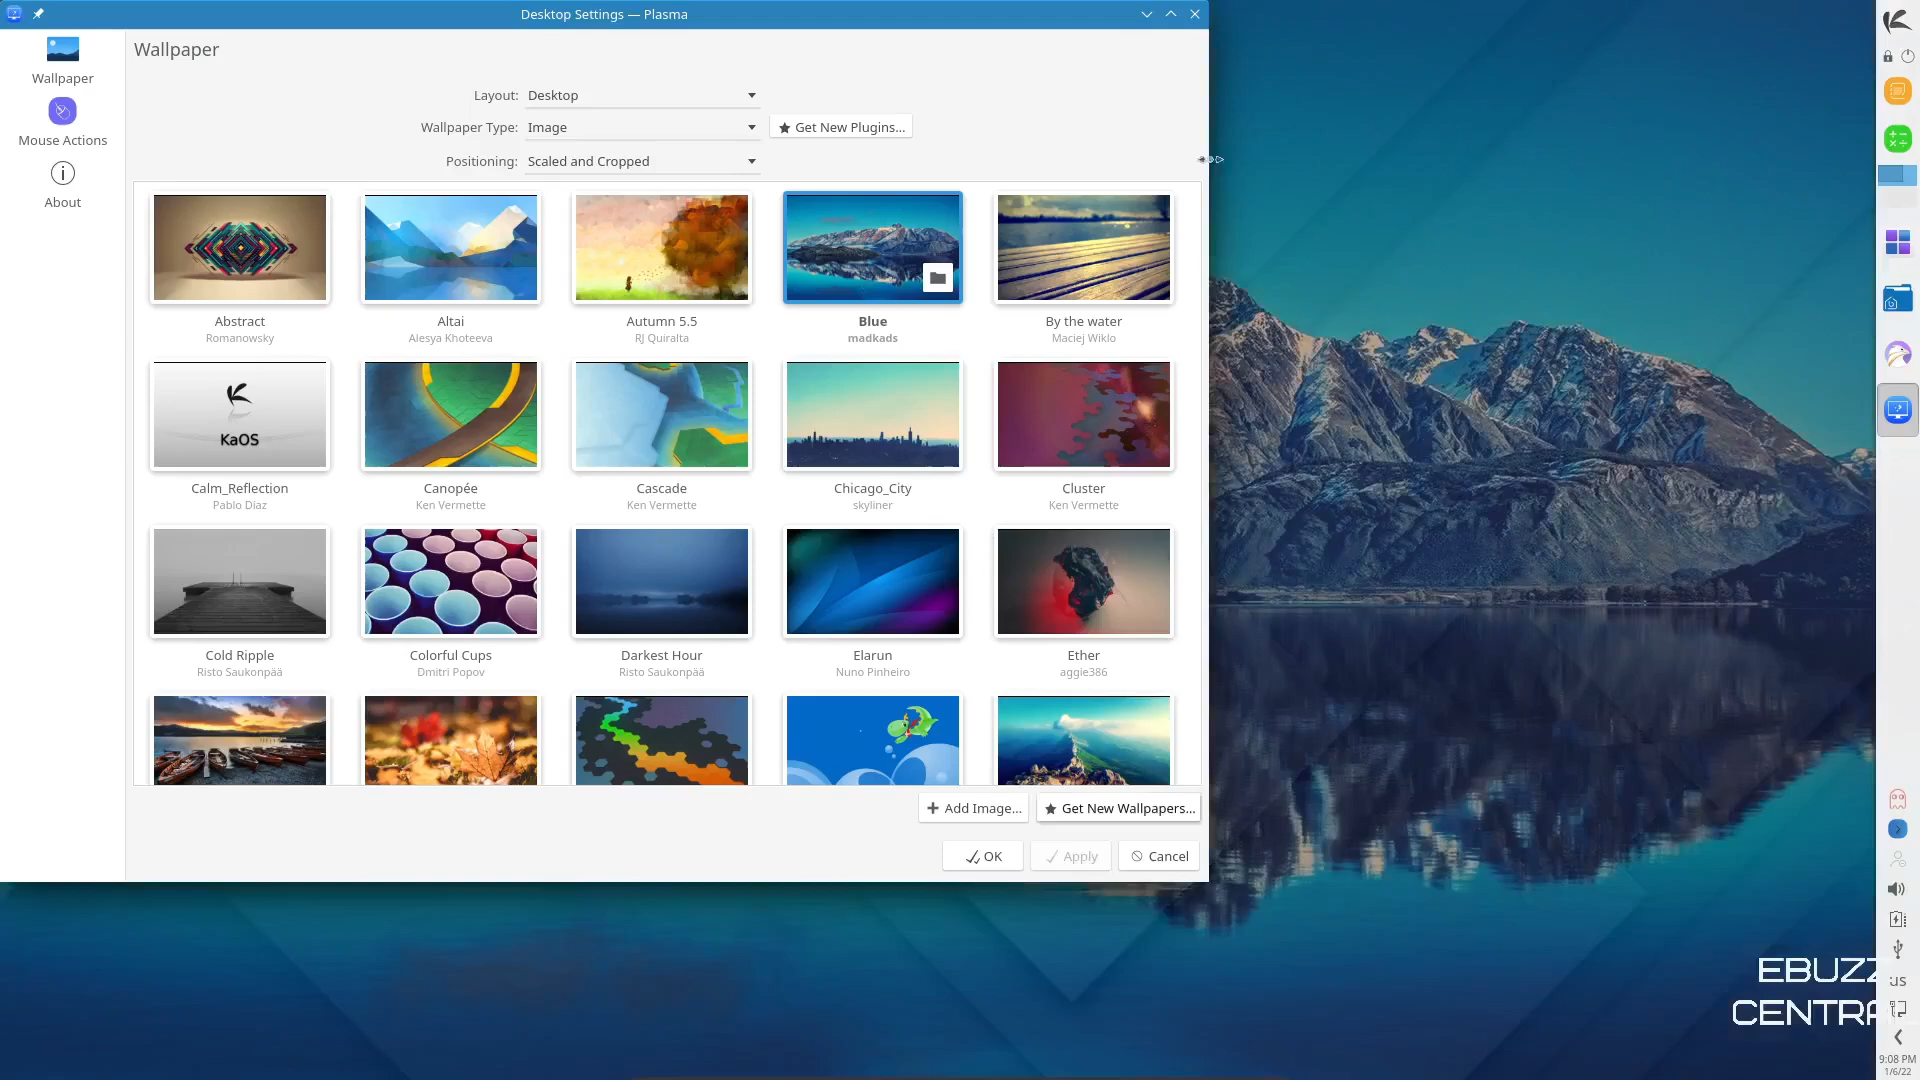 Desktop Settings — Plasma
Wallpaper
Mouse Actions
About
Wallpaper
Layout: Desktop
Wallpaper Type: Image Get New Plugins...
Positioning: Scaled and Cropped
Abstract Altai Autumn 5.5 Blue By the water
Romanowsky Alesya Khoteeva RJ Quiralta madkads Maciej Wiklo
KaOS
Calm_Reflection Canopée Cascade Chicago_City Cluster
Pablo Díaz Ken Vermette Ken Vermette skyliner Ken Vermette
Cold Ripple Colorful Cups Darkest Hour Elarun Ether
Risto Saukonpää Dmitri Popov Risto Saukonpää Nuno Pinheiro aggie386
Add Image... Get New Wallpapers...
OK Apply Cancel
EBUZZ
CENTRA
us
9:08 PM
1/6/22